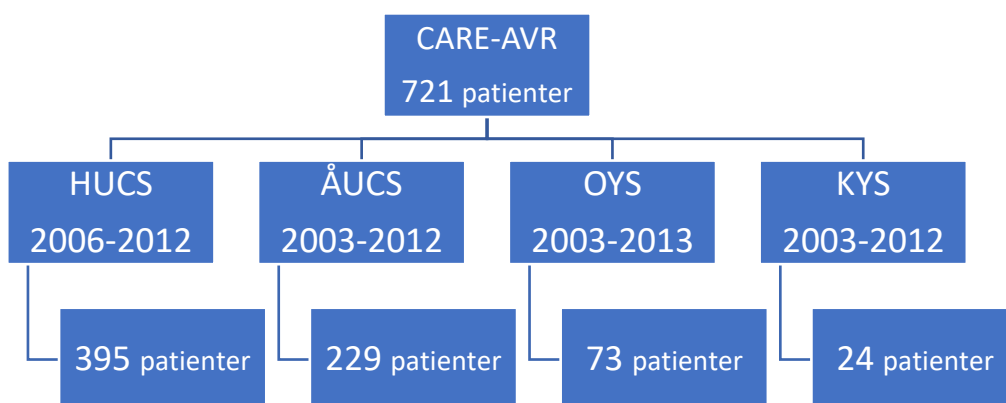 CARE-AVR
721 patienter
HUCS
2006-2012
ÅUCS
2003-2012
OYS
2003-2013
KYS
2003-2012
395 patienter
229 patienter
73 patienter
24 patienter